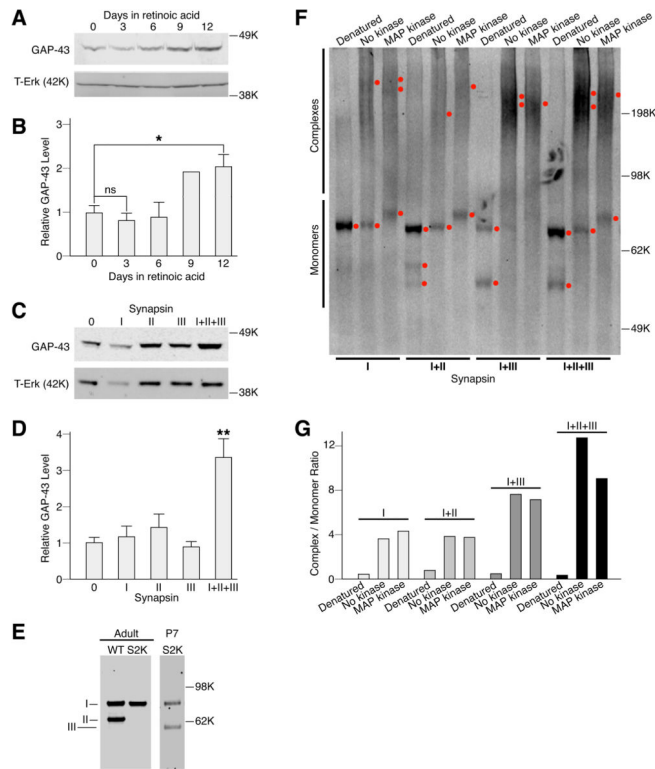 A
Days in retinoic acid
0 3 6 9 12
GAP-43
T-Erk (42K)
49K
38K
B
Relative GAP-43 Level
3
2
1
0
ns
*
0 3 6 9 12
Days in retinoic acid
C
Synapsin
0 I II III I+II+III
GAP-43
T-Erk (42K)
49K
38K
D
Relative GAP-43 Level
4
3
2
1
0
**
0 I II III I+II+III
Synapsin
E
Adult P7
WT S2K S2K
I
II
III
98K
62K
F
Denatured No kinase MAP kinase Denatured No kinase MAP kinase Denatured No kinase MAP kinase Denatured No kinase MAP kinase
Complexes
Monomers
198K
98K
62K
49K
I I+II I+III I+II+III
Synapsin
G
Complex / Monomer Ratio
12
8
4
0
I
I+II
I+III
I+II+III
Denatured No kinase MAP kinase Denatured No kinase MAP kinase Denatured No kinase MAP kinase Denatured No kinase MAP kinase